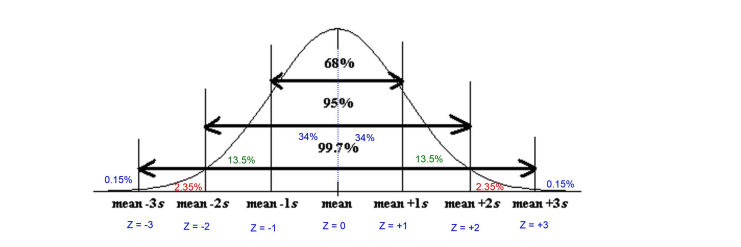 68%
95%
34% 34%
99.7%
13.5% 13.5%
0.15% 2.35% 2.35% 0.15%
mean -3s mean -2s mean -1s mean mean +1s mean +2s mean +3s
Z = -3 Z = -2 Z = -1 Z = 0 Z = +1 Z = +2 Z = +3